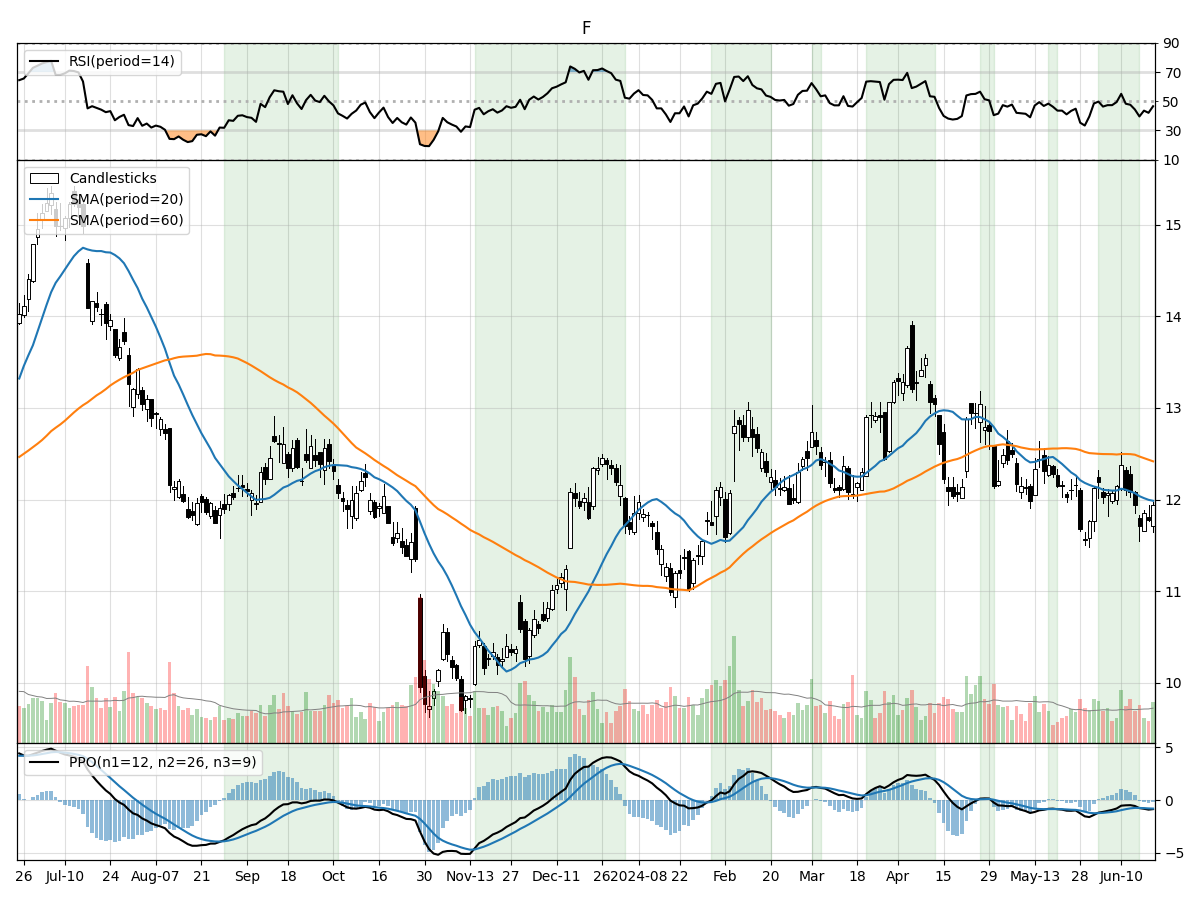 F
RSI(period=14)
90
70
50
30
10
Candlesticks
SMA(period=20)
SMA(period=60)
15
14
13
12
11
10
PPO(n1=12, n2=26, n3=9)
5
0
−5
26 Jul-10 24 Aug-07 21 Sep 18 Oct 16 30 Nov-13 27 Dec-11 26 2024-08 22 Feb 20 Mar 18 Apr 15 29 May-13 28 Jun-10